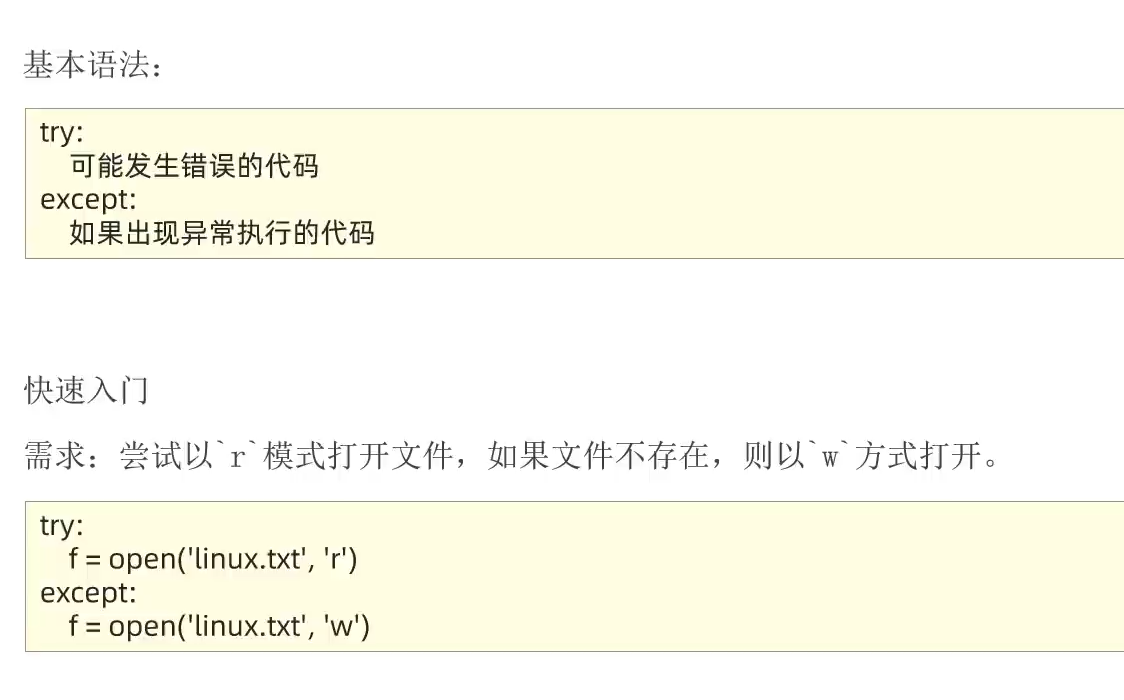 基本语法：
try:
    可能发生错误的代码
except:
    如果出现异常执行的代码
快速入门
需求：尝试以`r`模式打开文件，如果文件不存在，则以`w`方式打开。
try:
    f = open('linux.txt', 'r')
except:
    f = open('linux.txt', 'w')